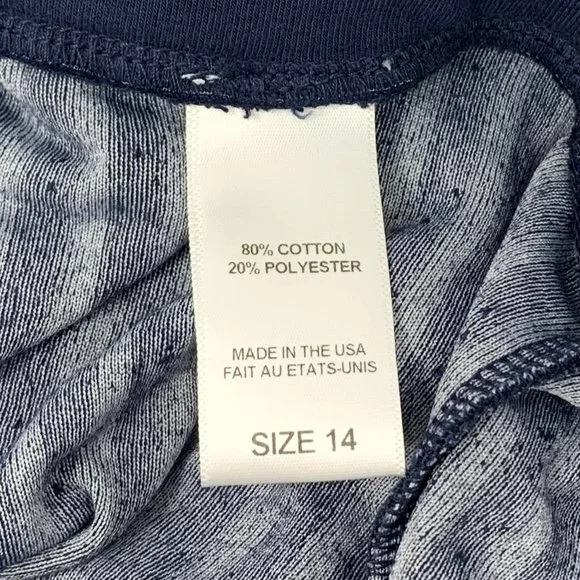 80% COTTON
20% POLYESTER
MADE IN THE USA
FAIT AU ETATS-UNIS
SIZE 14